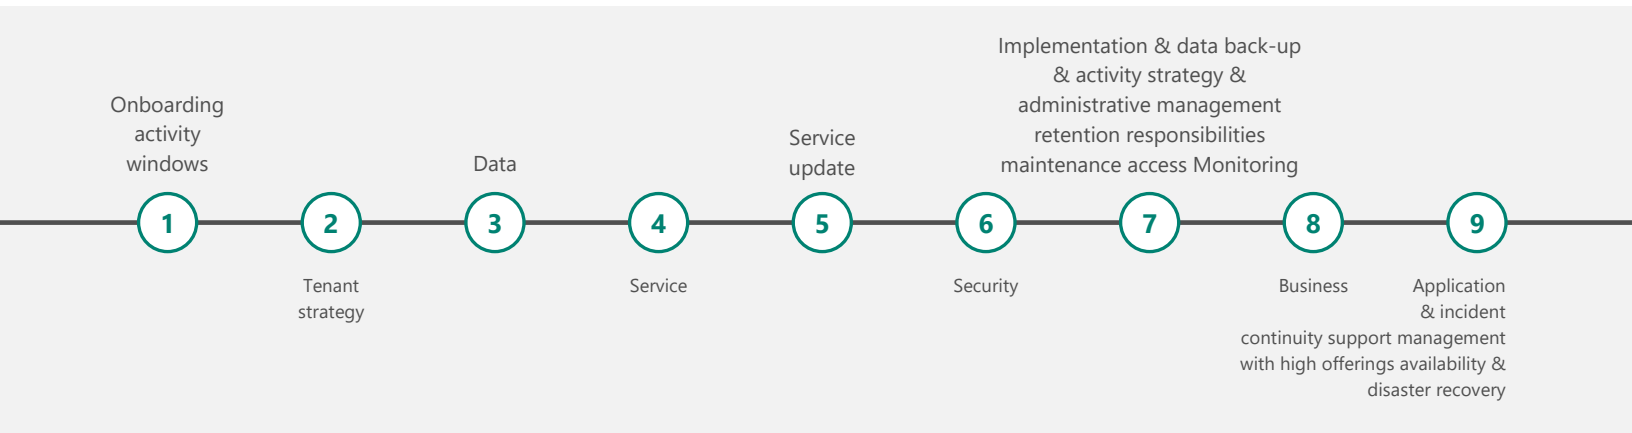 Implementation & data back-up
& activity strategy &
administrative management
retention responsibilities
maintenance access Monitoring
Onboarding
activity
windows
Data
Service
update
1 2 3 4 5 6 7 8 9
Tenant
strategy
Service
Security
Business
Application
& incident
continuity support management
with high offerings availability &
disaster recovery